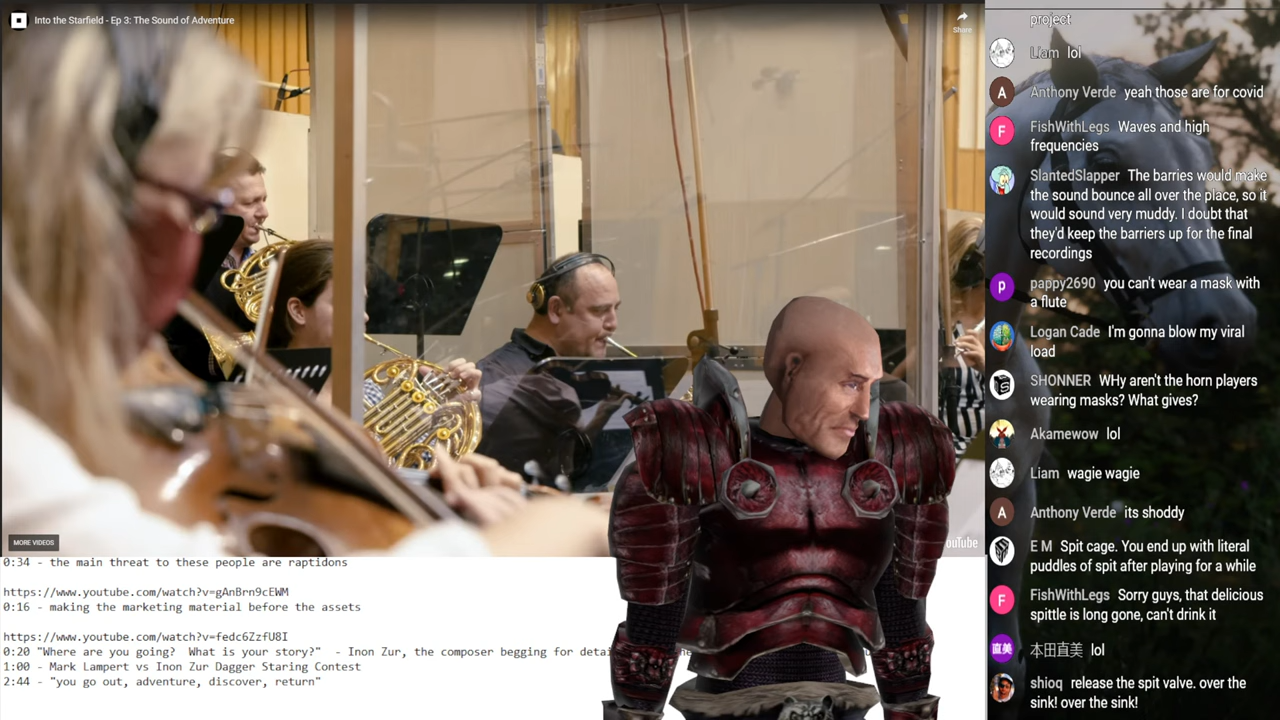 Into the Starfield - Ep 3: The Sound of Adventure
Share
MORE VIDEOS
ouTube
0:34 - the main threat to these people are raptidons
https://www.youtube.com/watch?v=gAnBrn9cEWM
0:16 - making the marketing material before the assets
https://www.youtube.com/watch?v=fedc6ZzfU8I
0:20 "Where are you going?  What is your story?"  - Inon Zur, the composer begging for detai
1:00 - Mark Lampert vs Inon Zur Dagger Staring Contest
2:44 - "you go out, adventure, discover, return"
project
Liam lol
A Anthony Verde yeah those are for covid
F FishWithLegs Waves and high
frequencies
SlantedSlapper The barries would make
the sound bounce all over the place, so it
would sound very muddy. I doubt that
they'd keep the barriers up for the final
recordings
p pappy2690 you can't wear a mask with
a flute
Logan Cade I'm gonna blow my viral
load
SHONNER WHy aren't the horn players
wearing masks? What gives?
Akamewow lol
Liam wagie wagie
A Anthony Verde its shoddy
E M Spit cage. You end up with literal
puddles of spit after playing for a while
F FishWithLegs Sorry guys, that delicious
spittle is long gone, can't drink it
直美 本田直美 lol
shioq release the spit valve. over the
sink! over the sink!